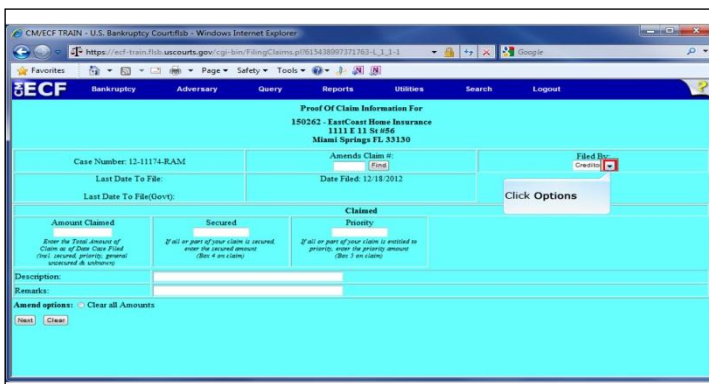 CM/ECF TRAIN - U.S. Bankruptcy Court:flsb - Windows Internet Explorer
https://ecf-train.flsb.uscourts.gov/cgi-bin/FilingClaims.pl?615438997371763-L_1_1-1
Google
Favorites Page Safety Tools
ECF Bankruptcy Adversary Query Reports Utilities Search Logout ?
Proof Of Claim Information For
150262 - EastCoast Home Insurance
1111 E 11 St #56
Miami Springs FL 33130
Case Number: 12-11174-RAM
Amends Claim #:
Find
Filed By:
Creditor
Last Date To File:
Date Filed: 12/18/2012
Last Date To File(Govt):
Click Options
Claimed
Amount Claimed
Enter the Total Amount of
Claim as of Date Case Filed
(incl. secured, priority, general
unsecured & unknown)
Secured
If all or part of your claim is secured,
enter the secured amount
(Box 4 on claim)
Priority
If all or part of your claim is entitled to
priority, enter the priority amount
(Box 5 on claim)
Description:
Remarks:
Amend options: Clear all Amounts
Next Clear